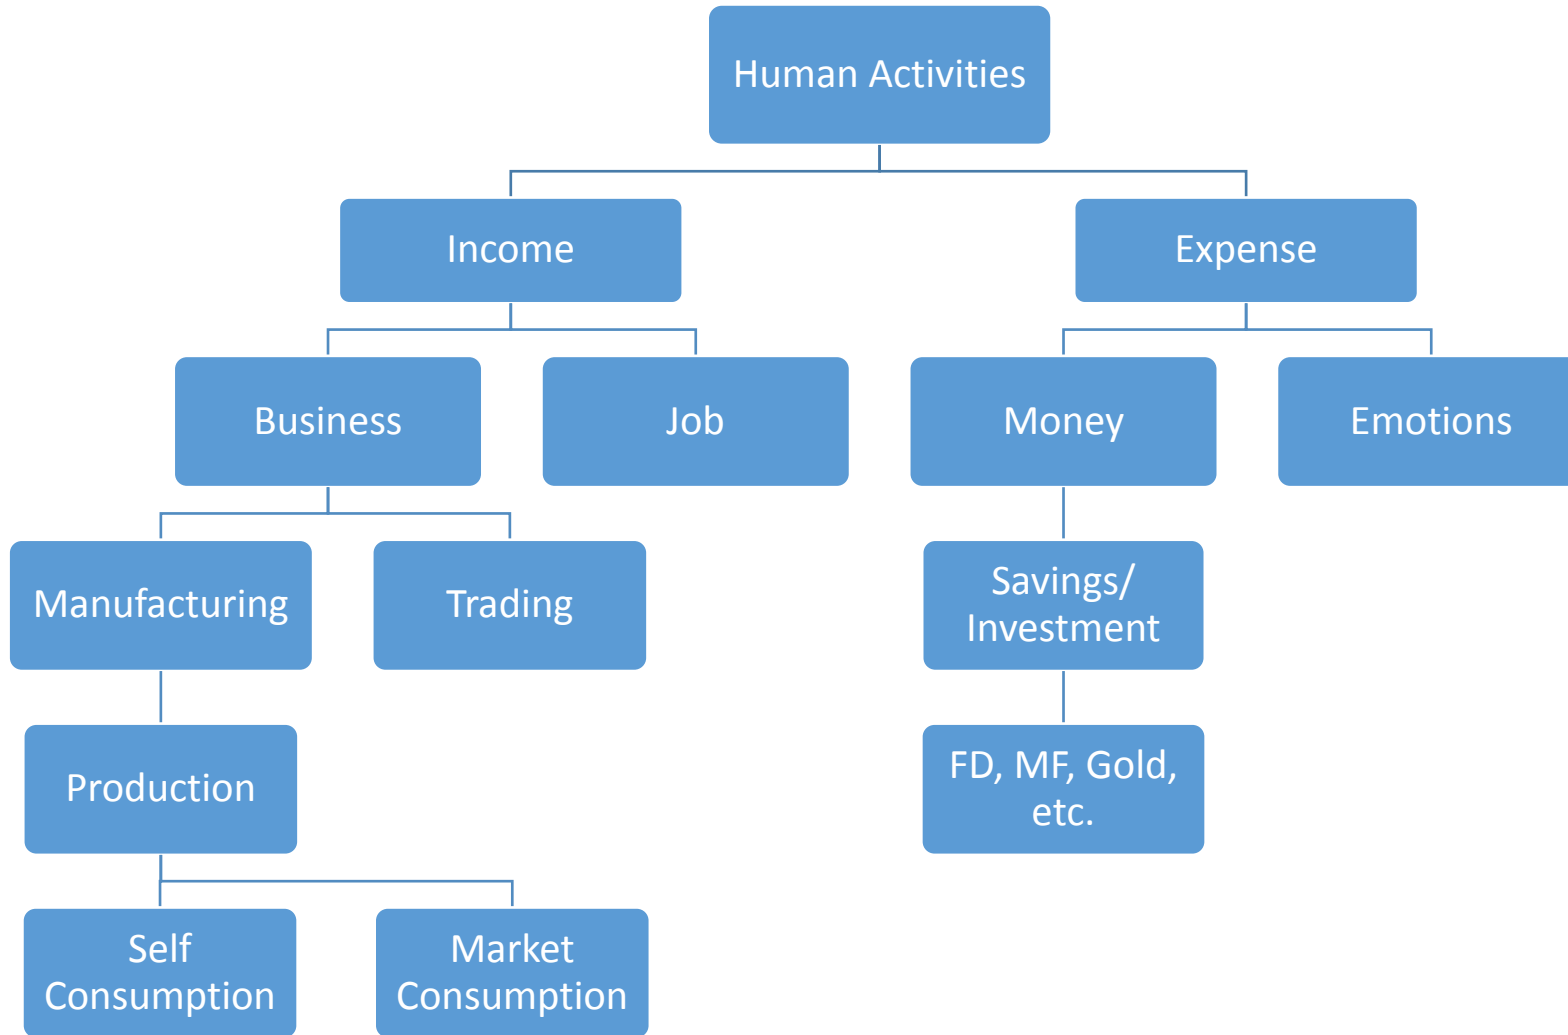 Human Activities
Income
Expense
Business
Job
Money
Emotions
Manufacturing
Trading
Savings/
Investment
Production
FD, MF, Gold,
etc.
Self
Consumption
Market
Consumption